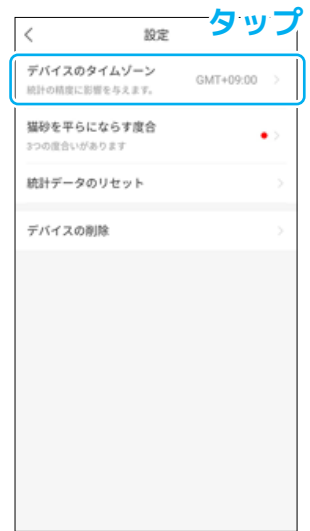 タップ
設定
デバイスのタイムゾーン
GMT+09:00
統計の精度に影響を与えます。
猫砂を平らにならす度合
3つの度合いがあります
統計データのリセット
デバイスの削除